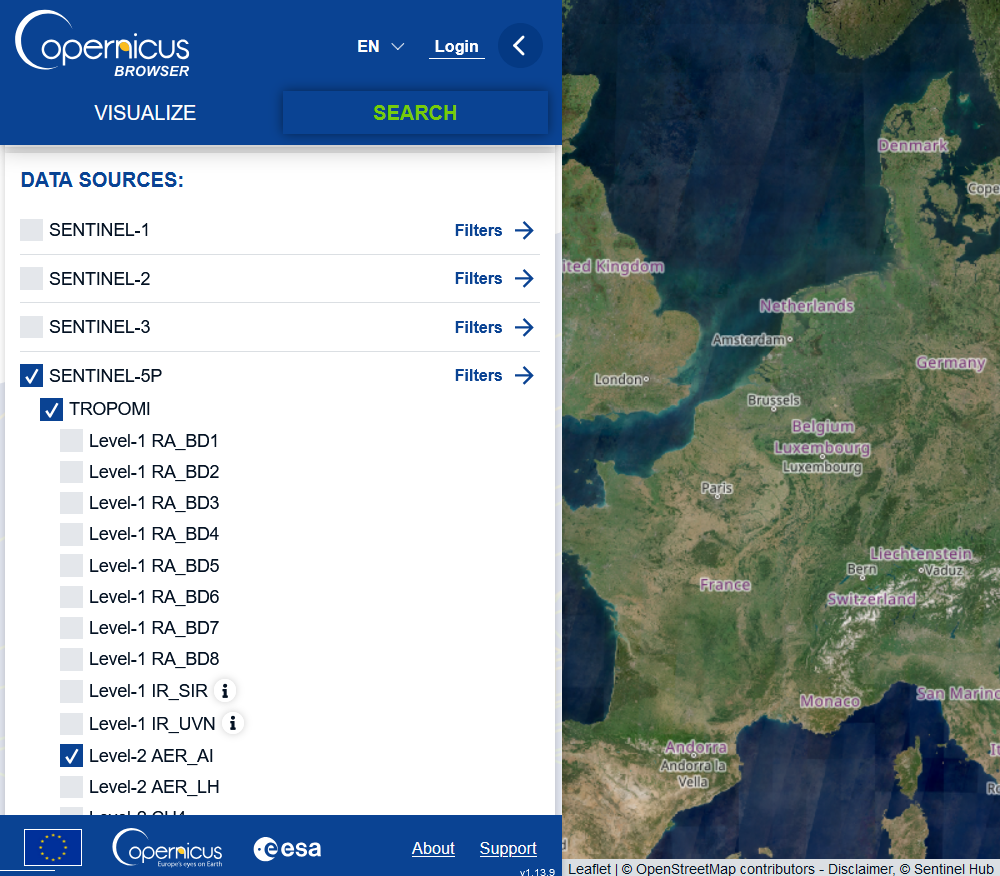 Copernicus
BROWSER
EN
Login
VISUALIZE
SEARCH
DATA SOURCES:
SENTINEL-1
Filters
SENTINEL-2
Filters
SENTINEL-3
Filters
SENTINEL-5P
Filters
TROPOMI
Level-1 RA_BD1
Level-1 RA_BD2
Level-1 RA_BD3
Level-1 RA_BD4
Level-1 RA_BD5
Level-1 RA_BD6
Level-1 RA_BD7
Level-1 RA_BD8
Level-1 IR_SIR
Level-1 IR_UVN
Level-2 AER_AI
Level-2 AER_LH
Copernicus
Europe's eyes on Earth
esa
About
Support
v1.13.9
Denmark
Cope
ited Kingdom
Netherlands
Amsterdam
Germany
London
Brussels
Belgium
Luxembourg
Luxembourg
Paris
Liechtenstein
Bern
Vaduz
France
Switzerland
San Marino
Monaco
Andorra
Andorra la
Vella
It
Ro
Leaflet | © OpenStreetMap contributors - Disclaimer, © Sentinel Hub